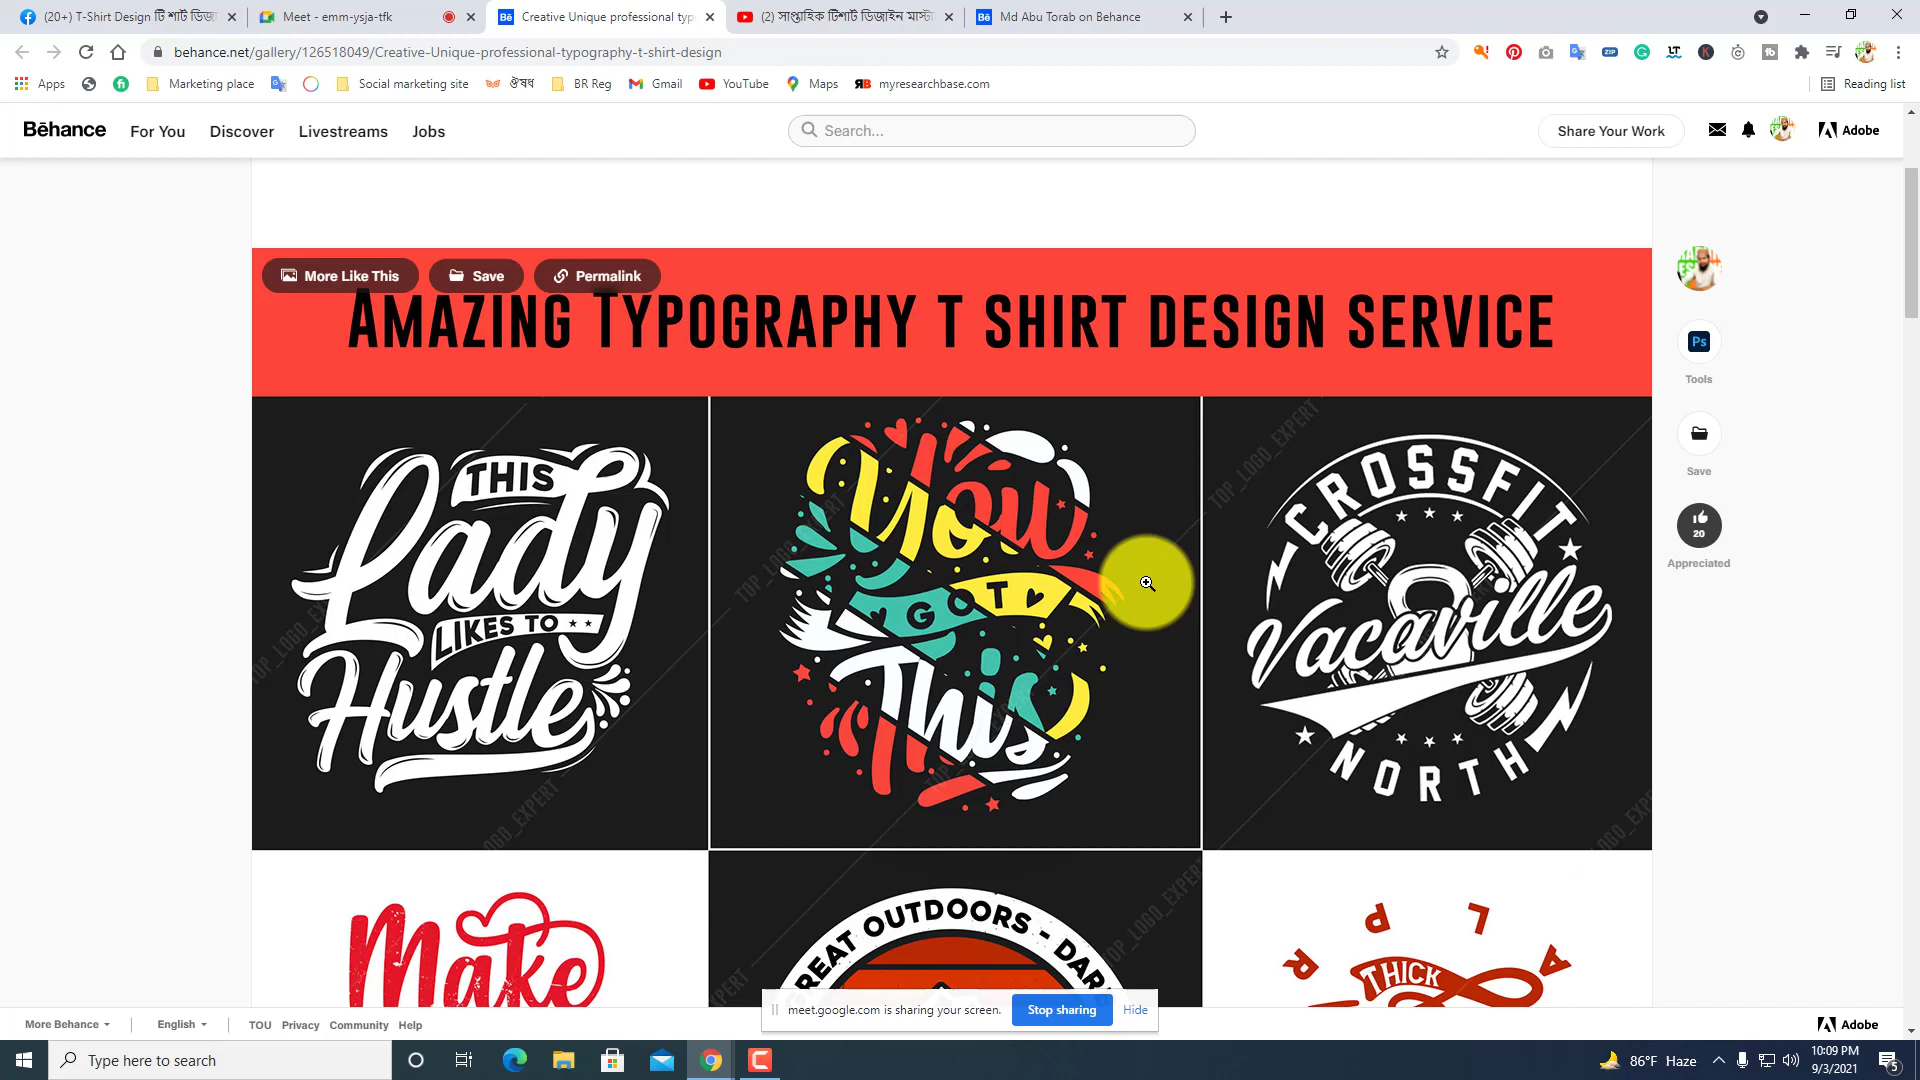 (20+) T-Shirt Design টি শার্ট ডিজা
Meet - emm-ysja-tfk
Creative Unique professional typ
(2) সাপ্তাহিক টিশার্ট ডিজাইন মাস্টা
Md Abu Torab on Behance
behance.net/gallery/126518049/Creative-Unique-professional-typography-t-shirt-design
Apps
Marketing place
Social marketing site
ঔষধ
BR Reg
Gmail
YouTube
Maps
myresearchbase.com
Reading list
Bēhance
For You
Discover
Livestreams
Jobs
Search...
Share Your Work
Adobe
More Like This
Save
Permalink
Amazing Typography t shirt design service
Ps
Tools
Save
20
Appreciated
THIS
Lady
LIKES TO
Hustle
You
GOT
This
CROSSFIT
Vacaville
NORTH
TOP_LOGO_EXPERT
Make
GREAT OUTDOORS - DAR
R P L A
THICK
meet.google.com is sharing your screen.
Stop sharing
Hide
More Behance
English
TOU
Privacy
Community
Help
Adobe
Type here to search
86°F Haze
10:09 PM
9/3/2021
5